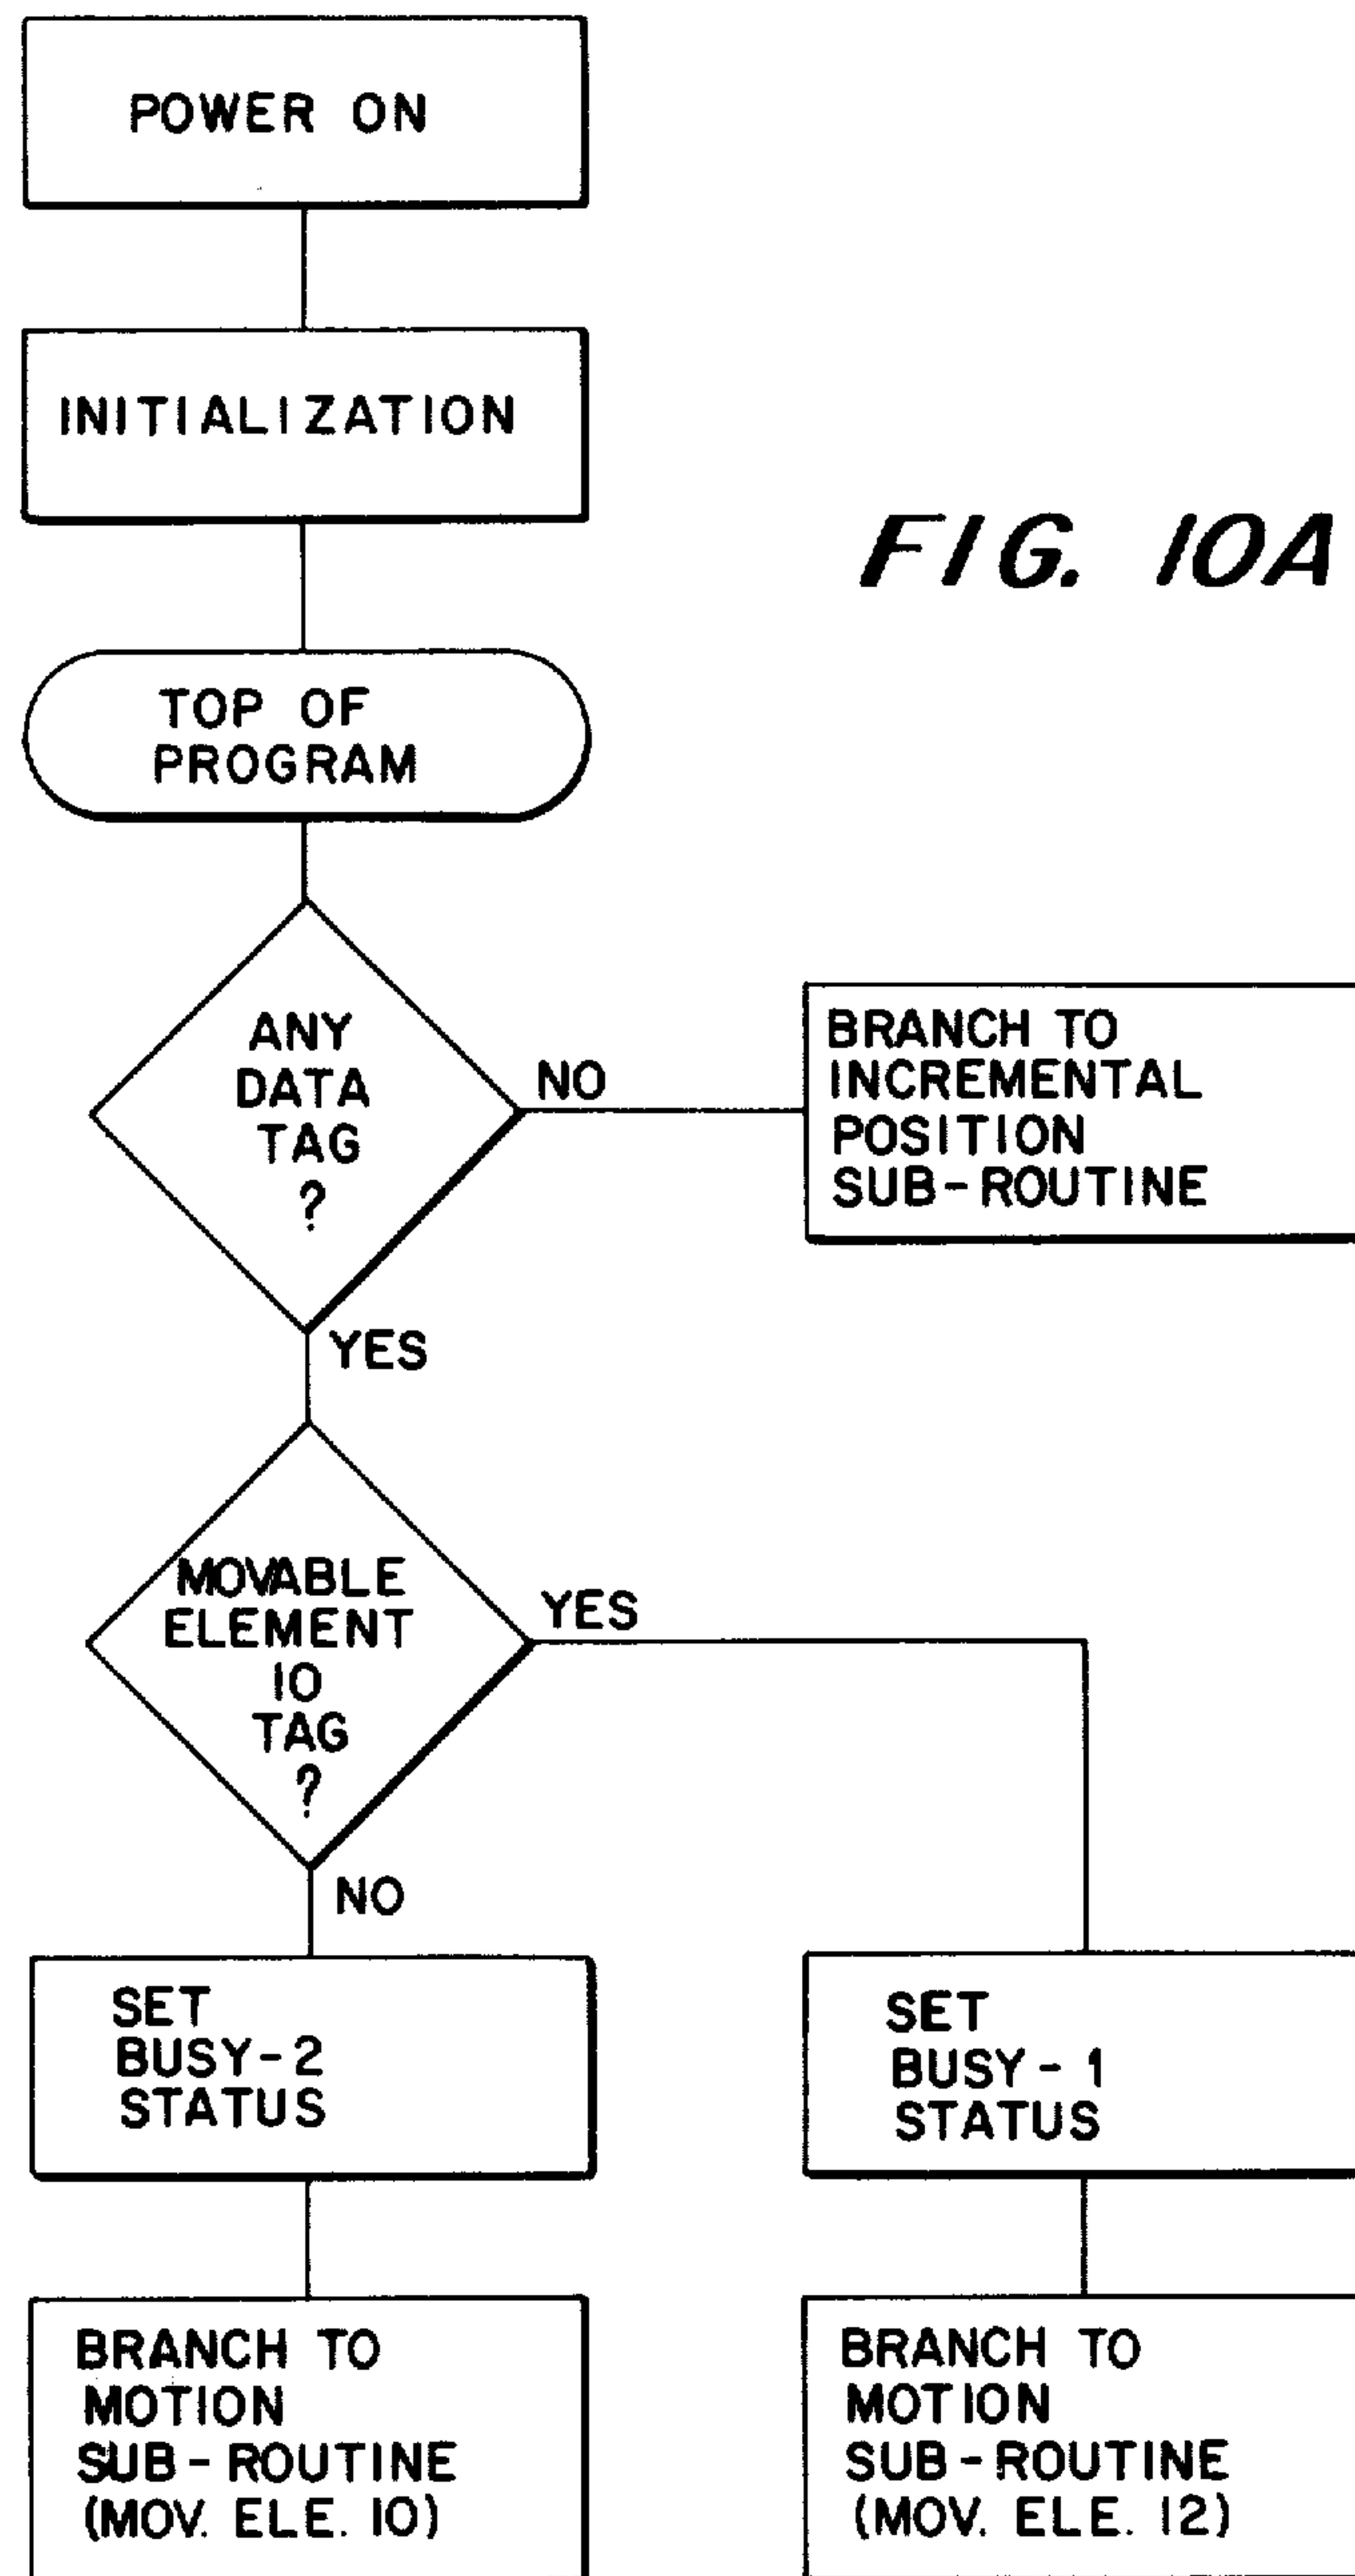 POWER ON
INITIALIZATION
FIG. 10A
TOP OF
PROGRAM
ANY
DATA
TAG
?
NO
BRANCH TO
INCREMENTAL
POSITION
SUB-ROUTINE
YES
MOVABLE
ELEMENT
10
TAG
?
YES
NO
SET
BUSY-2
STATUS
SET
BUSY-1
STATUS
BRANCH TO
MOTION
SUB-ROUTINE
(MOV. ELE. 10)
BRANCH TO
MOTION
SUB-ROUTINE
(MOV. ELE. 12)